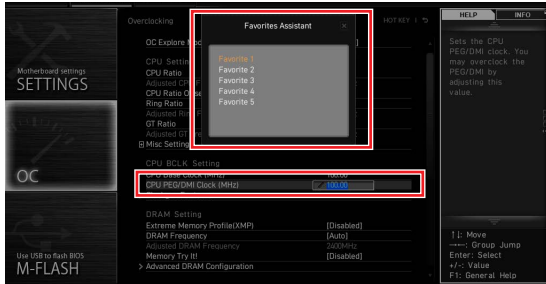 HELP
INFO
Overclocking
HOT KEY
Favorites Assistant
Favorite 1
Favorite 2
Favorite 3
Favorite 4
Favorite 5
Motherboard settings
SETTINGS
OC
Use USB to flash BIOS
M-FLASH
OC Explore
CPU
CPU Ratio
Adjusted
CPU Ratio
Ring Ratio
Adjusted
GT Ratio
Adjusted GT
Misc
CPU BCLK Setting
CPU Base Clock (MHz) 100.00
CPU PEG/DMI Clock (MHz) 100.00
DRAM Setting
Extreme Memory Profile(XMP) [Disabled]
DRAM Frequency [Auto]
Adjusted DRAM Frequency 2400MHz
Memory Try It! [Disabled]
Advanced DRAM Configuration
Sets the CPU
PEG/DMI clock. You
may overclock the
PEG/DMI by
adjusting this
value.
↑↓: Move
→←: Group Jump
Enter: Select
+/-: Value
F1: General Help